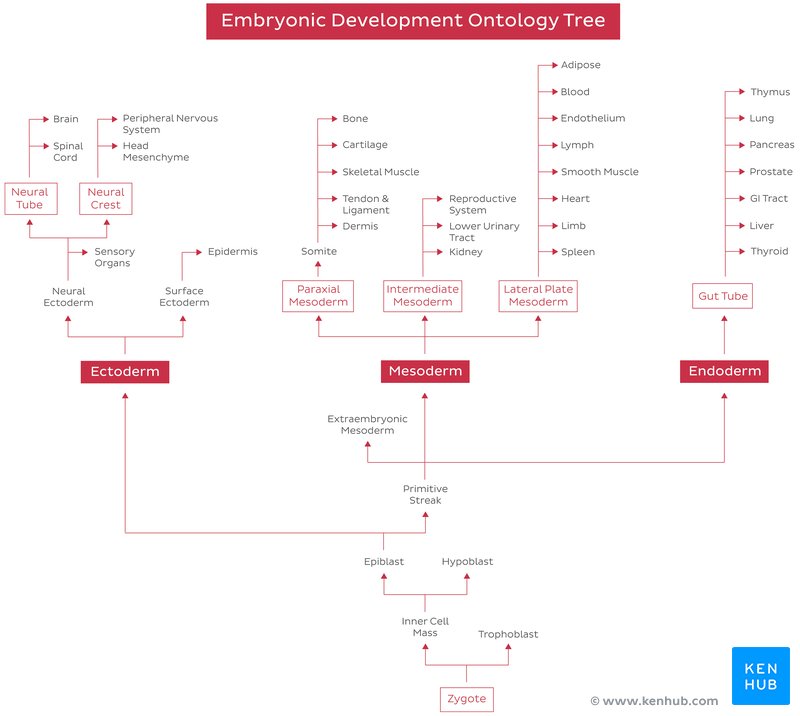 Embryonic Development Ontology Tree
Brain
Spinal
Cord
Peripheral Nervous
System
Head
Mesenchyme
Neural
Tube
Neural
Crest
Sensory
Organs
Epidermis
Neural
Ectoderm
Surface
Ectoderm
Ectoderm
Bone
Cartilage
Skeletal Muscle
Tendon &
Ligament
Dermis
Somite
Paraxial
Mesoderm
Reproductive
System
Lower Urinary
Tract
Kidney
Intermediate
Mesoderm
Adipose
Blood
Endothelium
Lymph
Smooth Muscle
Heart
Limb
Spleen
Lateral Plate
Mesoderm
Mesoderm
Thymus
Lung
Pancreas
Prostate
GI Tract
Liver
Thyroid
Gut Tube
Endoderm
Extraembryonic
Mesoderm
Primitive
Streak
Epiblast
Hypoblast
Inner Cell
Mass
Trophoblast
Zygote
KEN
HUB
© www.kenhub.com